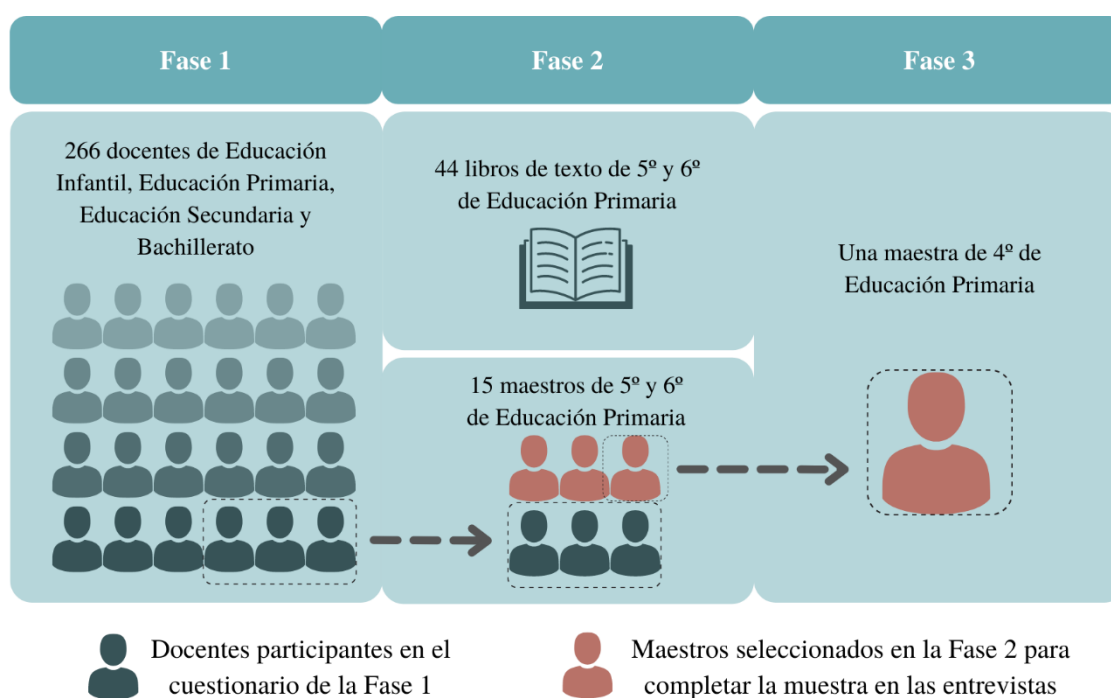 Fase 1
Fase 2
Fase 3
266 docentes de Educación
Infantil, Educación Primaria,
Educación Secundaria y
Bachillerato
44 libros de texto de 5º y 6º
de Educación Primaria
15 maestros de 5º y 6º
de Educación Primaria
Una maestra de 4º de
Educación Primaria
Docentes participantes en el
cuestionario de la Fase 1
Maestros seleccionados en la Fase 2 para
completar la muestra en las entrevistas